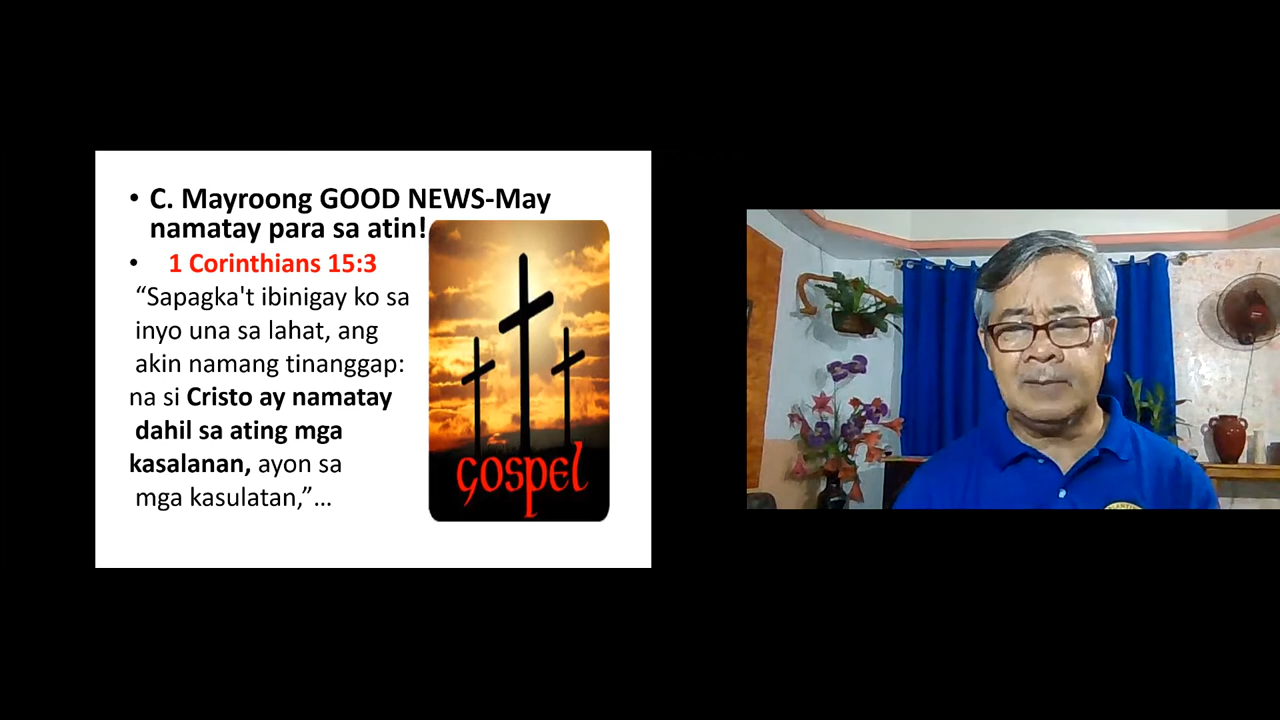 • C. Mayroong GOOD NEWS-May
namatay para sa atin!
• 1 Corinthians 15:3
“Sapagka't ibinigay ko sa
inyo una sa lahat, ang
akin namang tinanggap:
na si Cristo ay namatay
dahil sa ating mga
kasalanan, ayon sa
mga kasulatan,”…
gospel